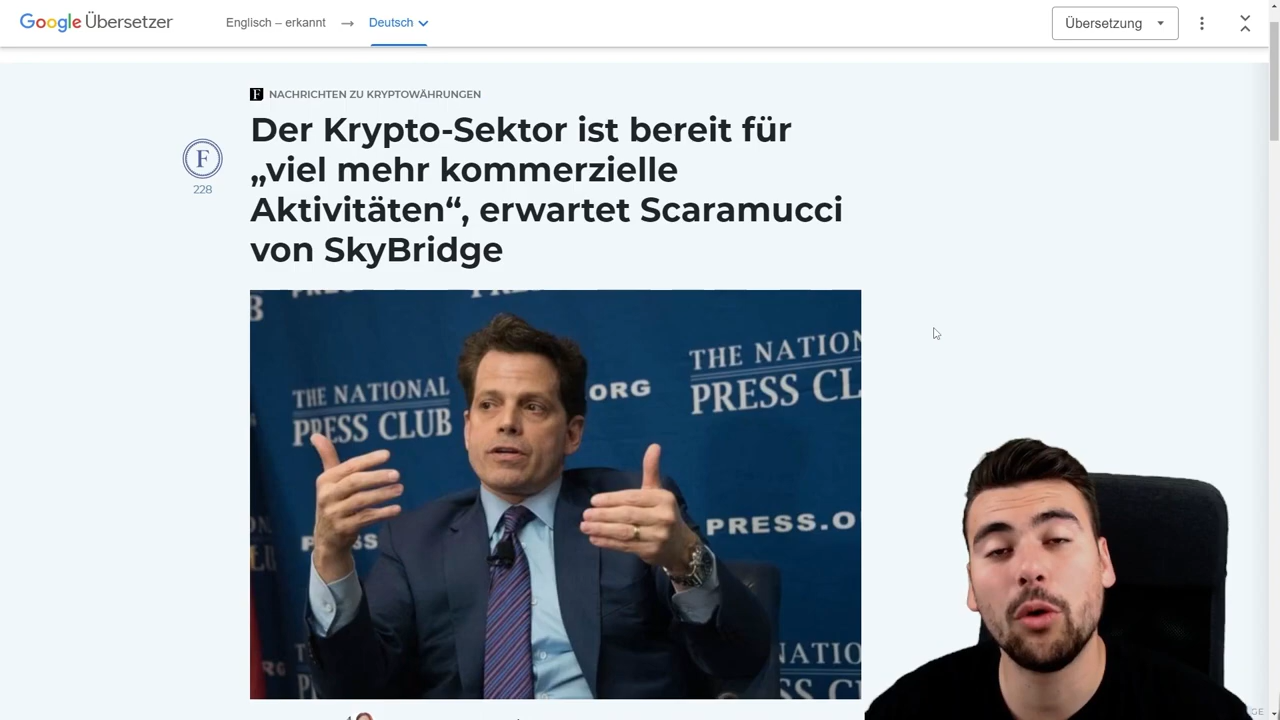 Google Übersetzer
Englisch – erkannt → Deutsch
Übersetzung
F NACHRICHTEN ZU KRYPTOWÄHRUNGEN
Der Krypto-Sektor ist bereit für
„viel mehr kommerzielle
Aktivitäten“, erwartet Scaramucci
von SkyBridge
F
228
THE NATIONAL
PRESS CLUB
.ORG
THE NATION
PRESS CL
PRESS.O